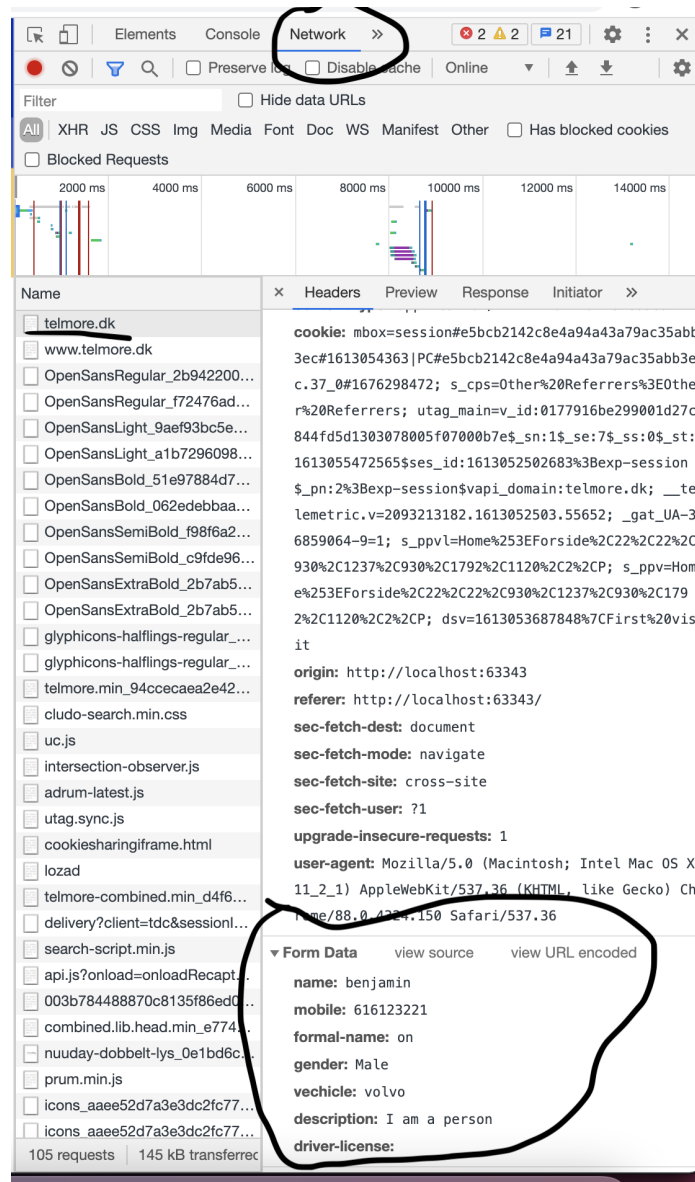 Elements Console Network 2 2 21
Preserve log Disable cache Online
Filter Hide data URLs
All XHR JS CSS Img Media Font Doc WS Manifest Other Has blocked cookies
Blocked Requests
2000 ms 4000 ms 6000 ms 8000 ms 10000 ms 12000 ms 14000 ms
Name
telmore.dk
www.telmore.dk
OpenSansRegular_2b942200...
OpenSansRegular_f72476ad...
OpenSansLight_9aef93bc5e...
OpenSansLight_a1b7296098...
OpenSansBold_51e97884d7...
OpenSansBold_062edebbaa...
OpenSansSemiBold_f98f6a2...
OpenSansSemiBold_c9fde96...
OpenSansExtraBold_2b7ab5...
OpenSansExtraBold_2b7ab5...
glyphicons-halflings-regular_...
glyphicons-halflings-regular_...
telmore.min_94ccecaea2e42...
cludo-search.min.css
uc.js
intersection-observer.js
adrum-latest.js
utag.sync.js
cookiesharingiframe.html
lozad
telmore-combined.min_d4f6...
delivery?client=tdc&sessionI...
search-script.min.js
api.js?onload=onloadRecapt...
003b784488870c8135f86ed0...
combined.lib.head.min_e774...
nuuday-dobbelt-lys_0e1bd6c...
prum.min.js
icons_aaee52d7a3e3dc2fc77...
icons_aaee52d7a3e3dc2fc77...
105 requests 145 kB transferred
Headers Preview Response Initiator
cookie: mbox=session#e5bcb2142c8e4a94a43a79ac35abb
3ec#1613054363|PC#e5bcb2142c8e4a94a43a79ac35abb3e
c.37_0#1676298472; s_cps=Other%20Referrers%3EOthe
r%20Referrers; utag_main=v_id:0177916be299001d27c
844fd5d1303078005f07000b7e$_sn:1$_se:7$_ss:0$_st:
1613055472565$ses_id:1613052502683%3Bexp-session
$_pn:2%3Bexp-session$vapi_domain:telmore.dk; __te
lemetric.v=2093213182.1613052503.55652; _gat_UA-3
6859064-9=1; s_ppvl=Home%253EForside%2C22%2C22%2C
930%2C1237%2C930%2C1792%2C1120%2C2%2CP; s_ppv=Hom
e%253EForside%2C22%2C22%2C930%2C1237%2C930%2C179
2%2C1120%2C2%2CP; dsv=1613053687848%7CFirst%20vis
it
origin: http://localhost:63343
referer: http://localhost:63343/
sec-fetch-dest: document
sec-fetch-mode: navigate
sec-fetch-site: cross-site
sec-fetch-user: ?1
upgrade-insecure-requests: 1
user-agent: Mozilla/5.0 (Macintosh; Intel Mac OS X
11_2_1) AppleWebKit/537.36 (KHTML, like Gecko) Ch
rome/88.0.4324.150 Safari/537.36
Form Data view source view URL encoded
name: benjamin
mobile: 616123221
formal-name: on
gender: Male
vechicle: volvo
description: I am a person
driver-license: